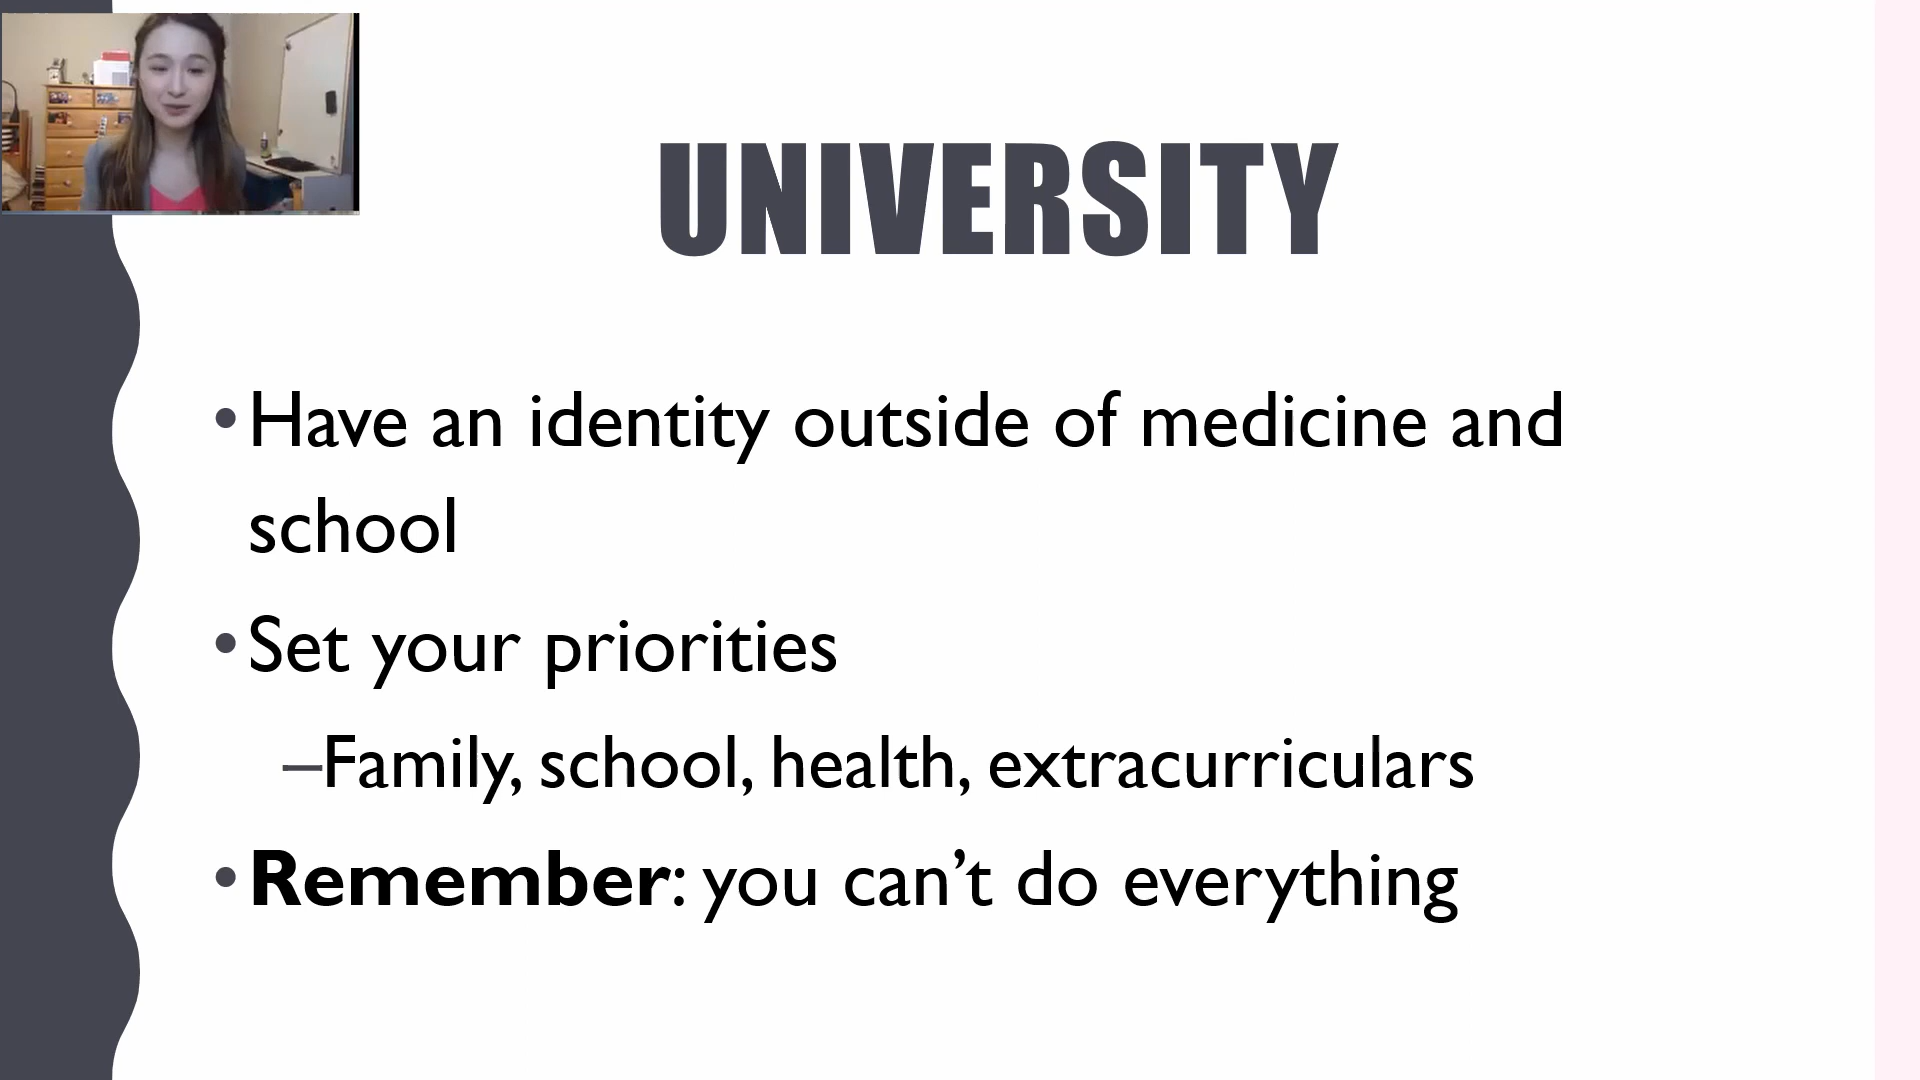 UNIVERSITY
•Have an identity outside of medicine and
school
•Set your priorities
–Family, school, health, extracurriculars
•Remember: you can’t do everything